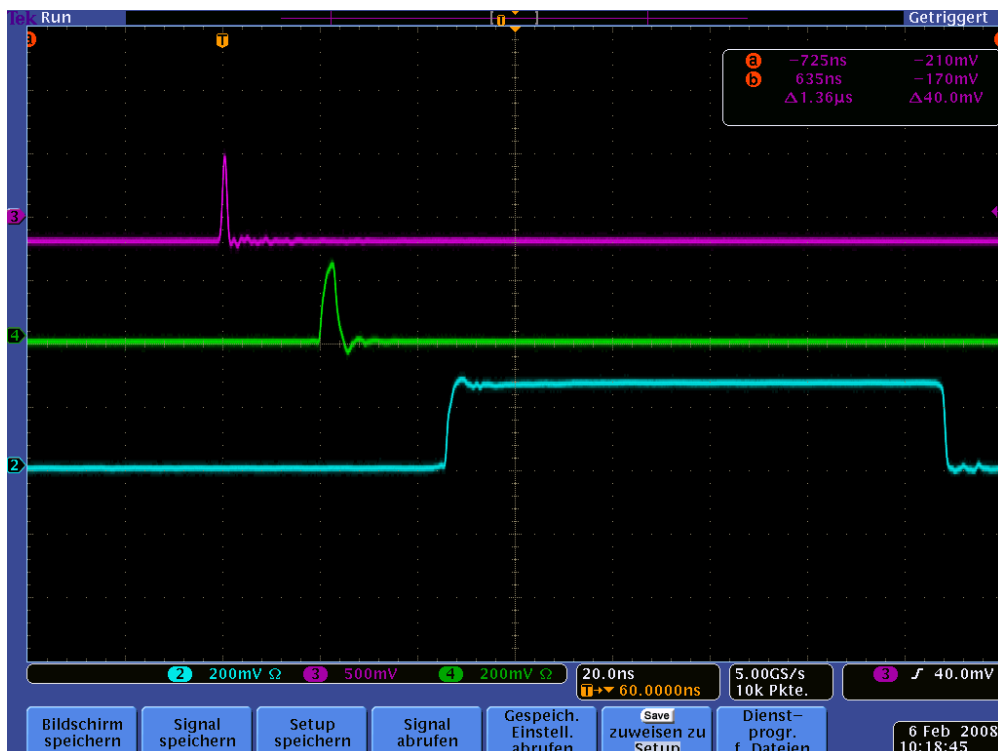 Tek Run
T
Getriggert
a
T
a -725ns -210mV
b 635ns -170mV
Δ1.36µs Δ40.0mV
3
4
2
2 200mV Ω 3 500mV 4 200mV Ω
20.0ns
T→▼ 60.0000ns
5.00GS/s
10k Pkte.
3 ʃ 40.0mV
Bildschirm speichern
Signal speichern
Setup speichern
Signal abrufen
Gespeich. Einstell. abrufen
Save zuweisen zu Setup
Dienst- progr. f. Dateien
6 Feb 2008
10:18:45